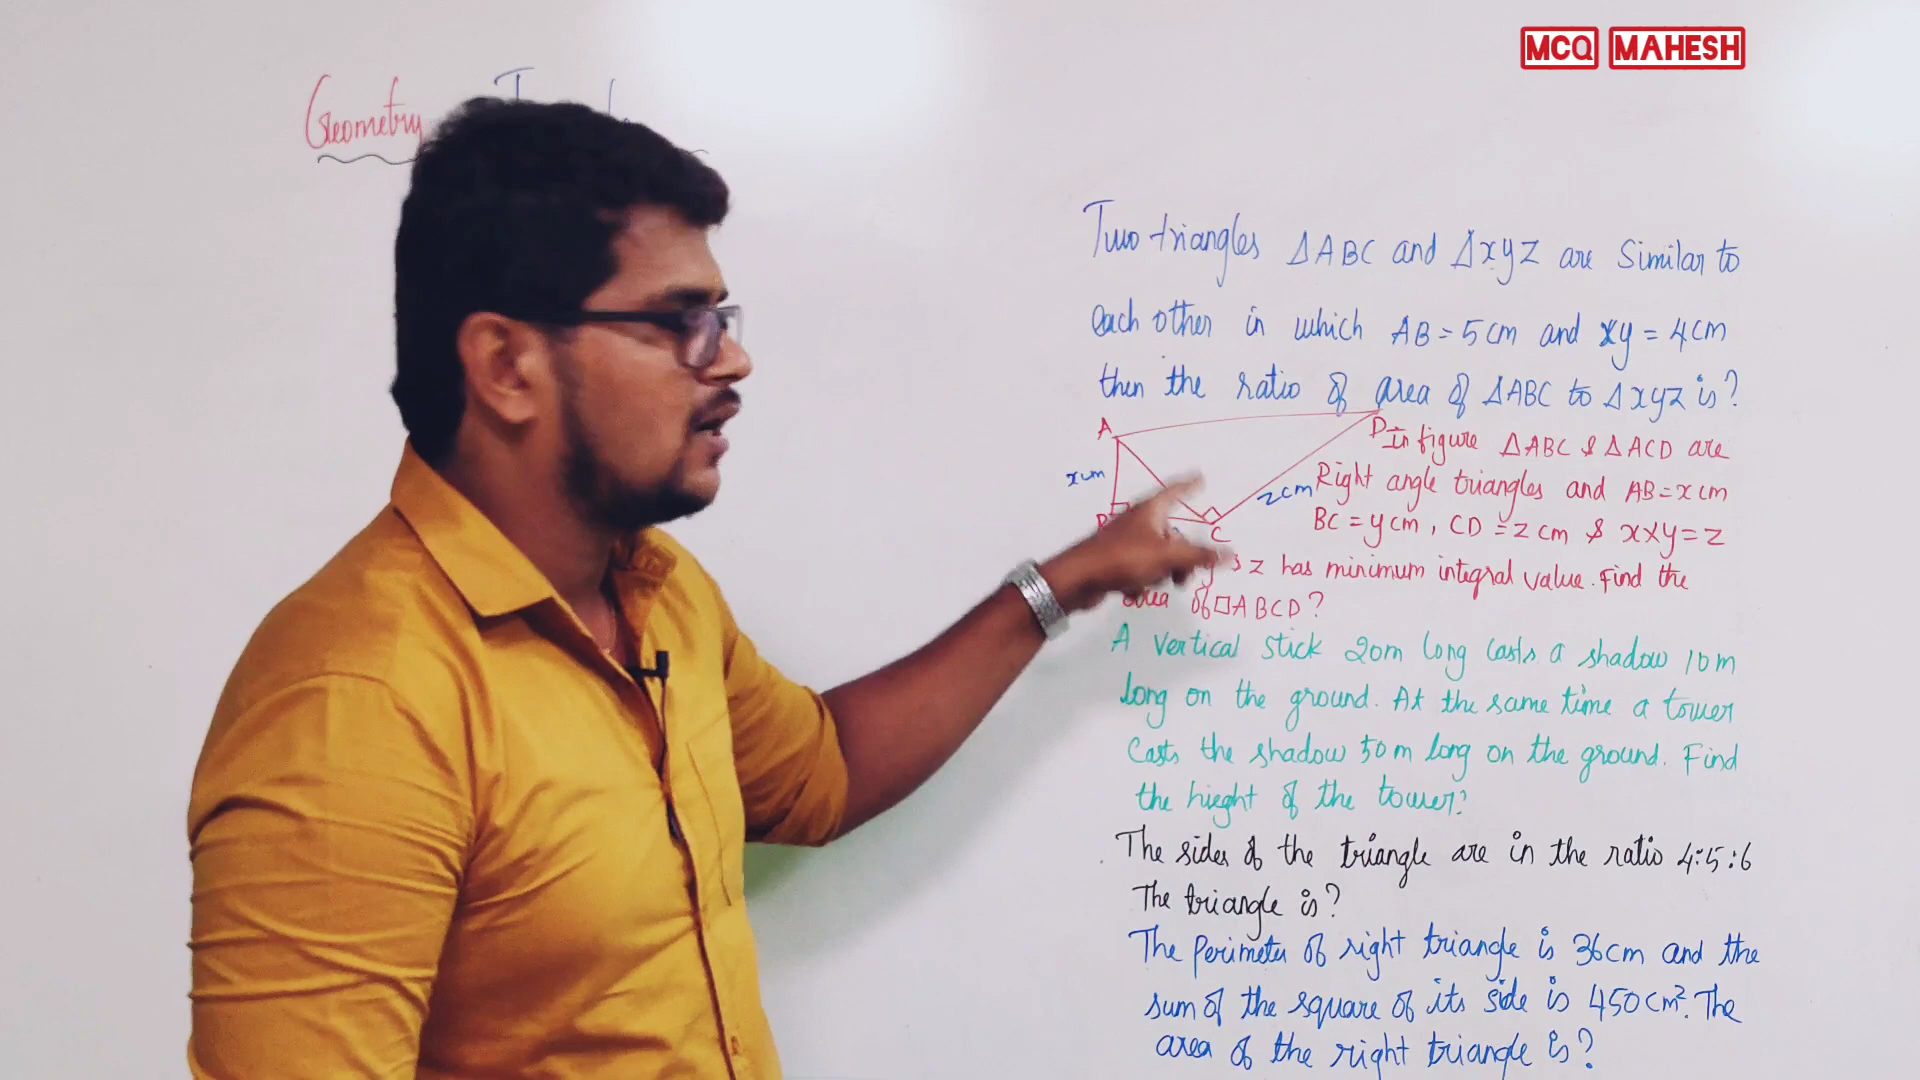 MCQ MAHESH
Geometry
Two triangles ΔABC and Δxyz are Similar to
each other in which AB = 5cm and xy = 4cm
then the ratio of area of ΔABC to Δxyz is?
A
D
In figure ΔABC & ΔACD are
x cm
z cm
Right angle triangles and AB = x cm
B
C
BC = y cm, CD = z cm & x×y = z
y & z has minimum integral value. Find the
area of □ABCD?
A vertical stick 20m long casts a shadow 10m
long on the ground. At the same time a tower
Casts the shadow 50m long on the ground. Find
the hieght of the tower?
The sides of the triangle are in the ratio 4:5:6
The triangle is?
The Perimeter of right triangle is 36cm and the
sum of the square of its side is 450cm². The
area of the right triangle is?